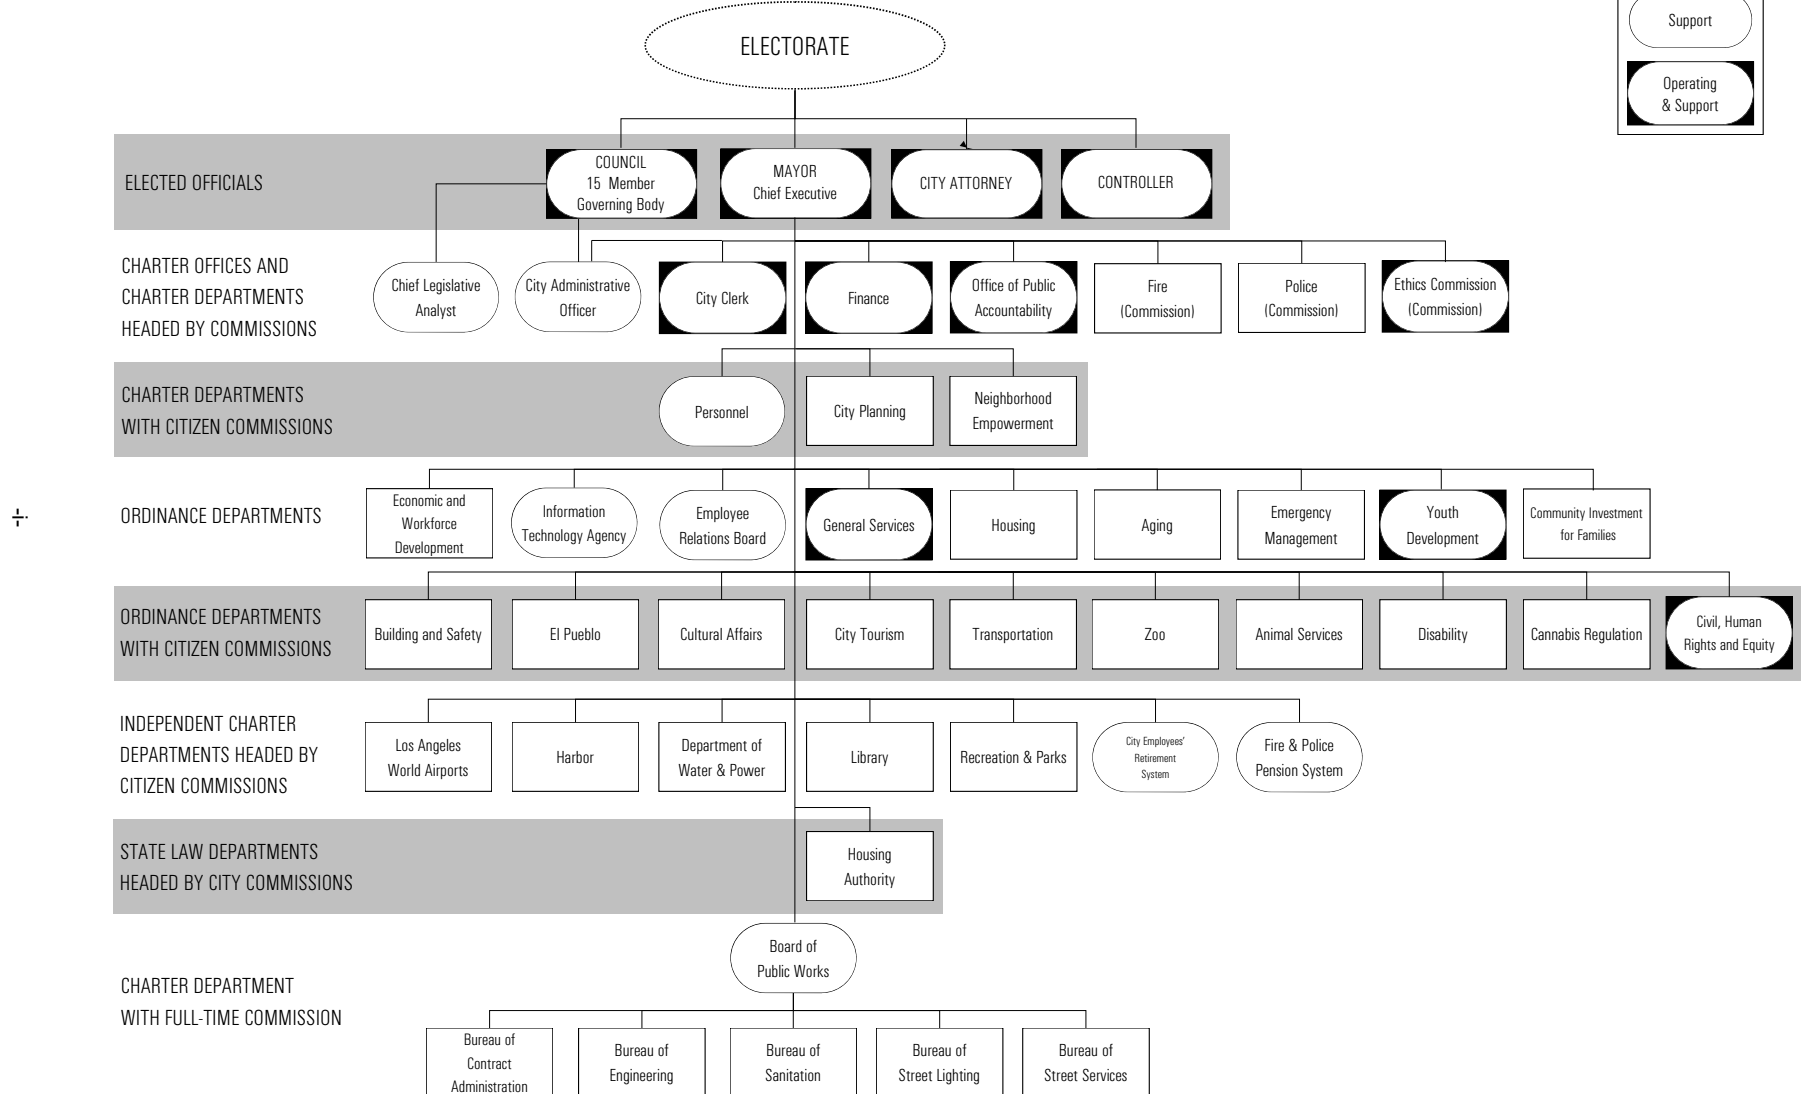 ELECTORATE
Support
Operating
& Support
ELECTED OFFICIALS
COUNCIL
15 Member
Governing Body
MAYOR
Chief Executive
CITY ATTORNEY
CONTROLLER
CHARTER OFFICES AND
CHARTER DEPARTMENTS
HEADED BY COMMISSIONS
Chief Legislative
Analyst
City Administrative
Officer
City Clerk
Finance
Office of Public
Accountability
Fire
(Commission)
Police
(Commission)
Ethics Commission
(Commission)
CHARTER DEPARTMENTS
WITH CITIZEN COMMISSIONS
Personnel
City Planning
Neighborhood
Empowerment
ORDINANCE DEPARTMENTS
Economic and
Workforce
Development
Information
Technology Agency
Employee
Relations Board
General Services
Housing
Aging
Emergency
Management
Youth
Development
Community Investment
for Families
ORDINANCE DEPARTMENTS
WITH CITIZEN COMMISSIONS
Building and Safety
El Pueblo
Cultural Affairs
City Tourism
Transportation
Zoo
Animal Services
Disability
Cannabis Regulation
Civil, Human
Rights and Equity
INDEPENDENT CHARTER
DEPARTMENTS HEADED BY
CITIZEN COMMISSIONS
Los Angeles
World Airports
Harbor
Department of
Water & Power
Library
Recreation & Parks
City Employees'
Retirement
System
Fire & Police
Pension System
STATE LAW DEPARTMENTS
HEADED BY CITY COMMISSIONS
Housing
Authority
CHARTER DEPARTMENT
WITH FULL-TIME COMMISSION
Board of
Public Works
Bureau of
Contract
Administration
Bureau of
Engineering
Bureau of
Sanitation
Bureau of
Street Lighting
Bureau of
Street Services